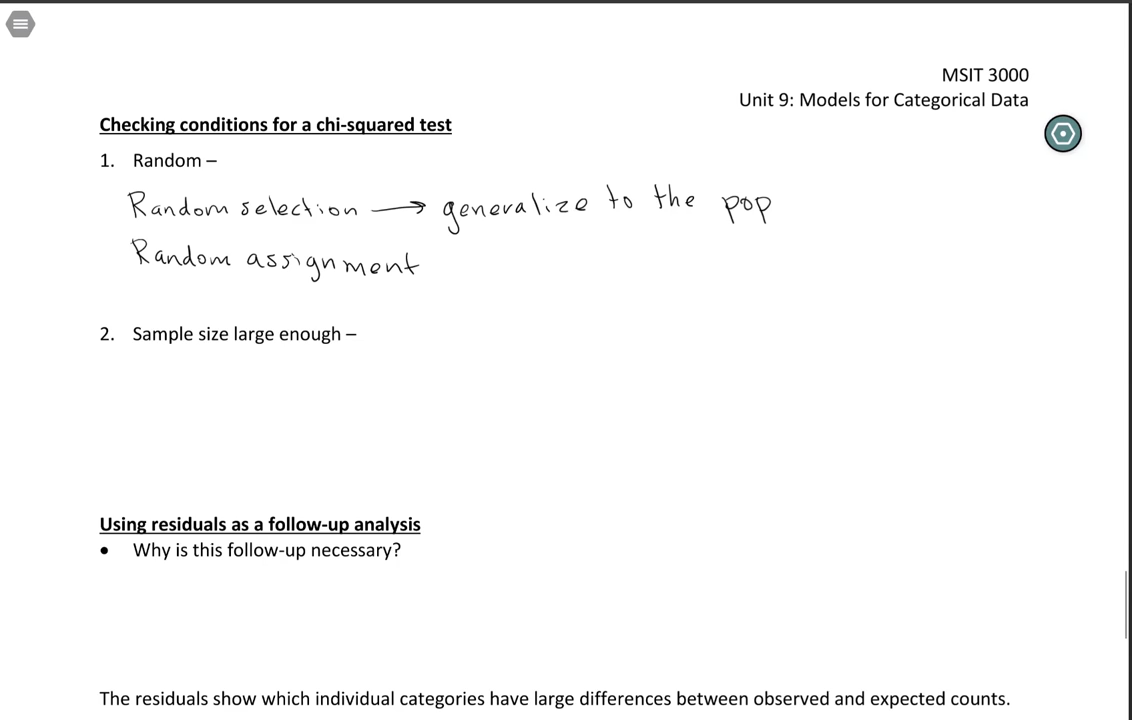 MSIT 3000
Unit 9: Models for Categorical Data
Checking conditions for a chi-squared test
1. Random –
Random selection → generalize to the pop
Random assignment
2. Sample size large enough –
Using residuals as a follow-up analysis
• Why is this follow-up necessary?
The residuals show which individual categories have large differences between observed and expected counts.